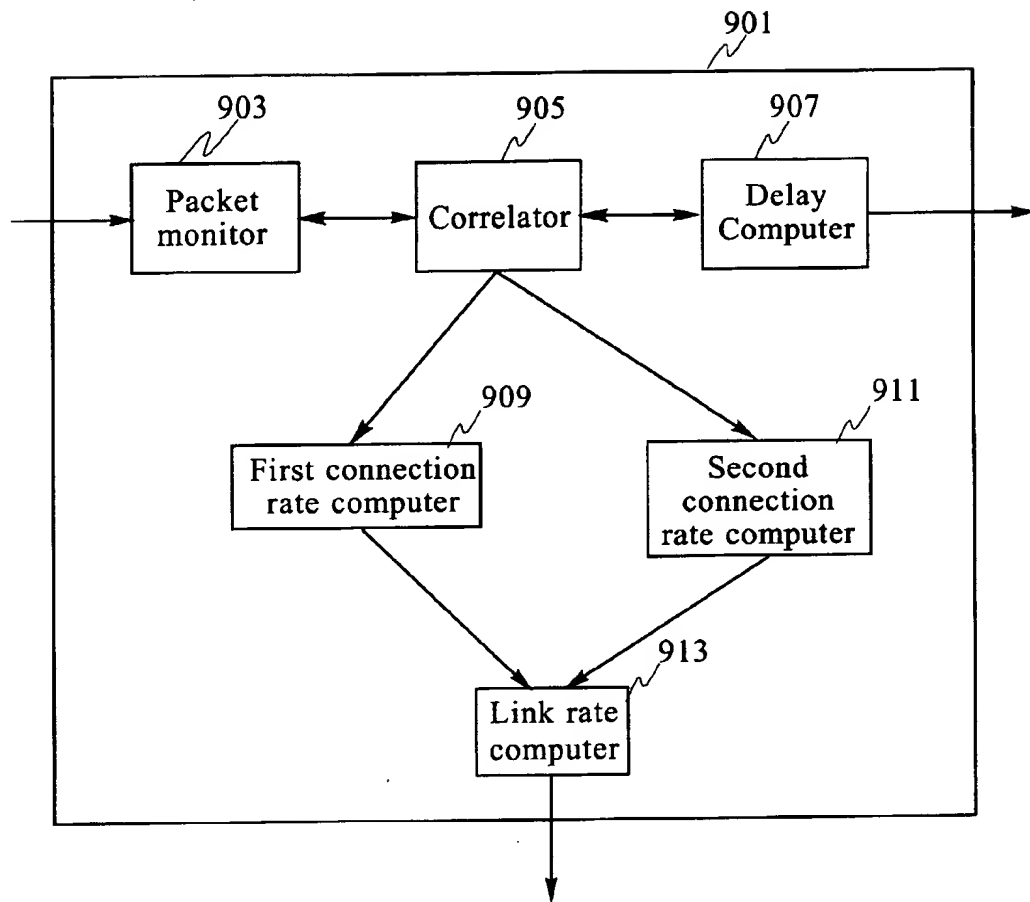 901
903
905
907
Packet
monitor
Correlator
Delay
Computer
909
911
First connection
rate computer
Second
connection
rate computer
913
Link rate
computer